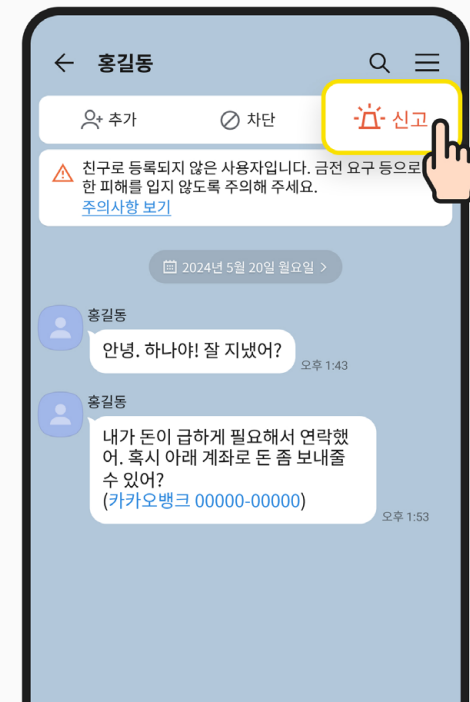 홍길동
추가
차단
신고
친구로 등록되지 않은 사용자입니다. 금전 요구 등으로
한 피해를 입지 않도록 주의해 주세요.
주의사항 보기
2024년 5월 20일 월요일 >
홍길동
안녕. 하나야! 잘 지냈어?
오후 1:43
홍길동
내가 돈이 급하게 필요해서 연락했
어. 혹시 아래 계좌로 돈 좀 보내줄
수 있어?
(카카오뱅크 00000-00000)
오후 1:53